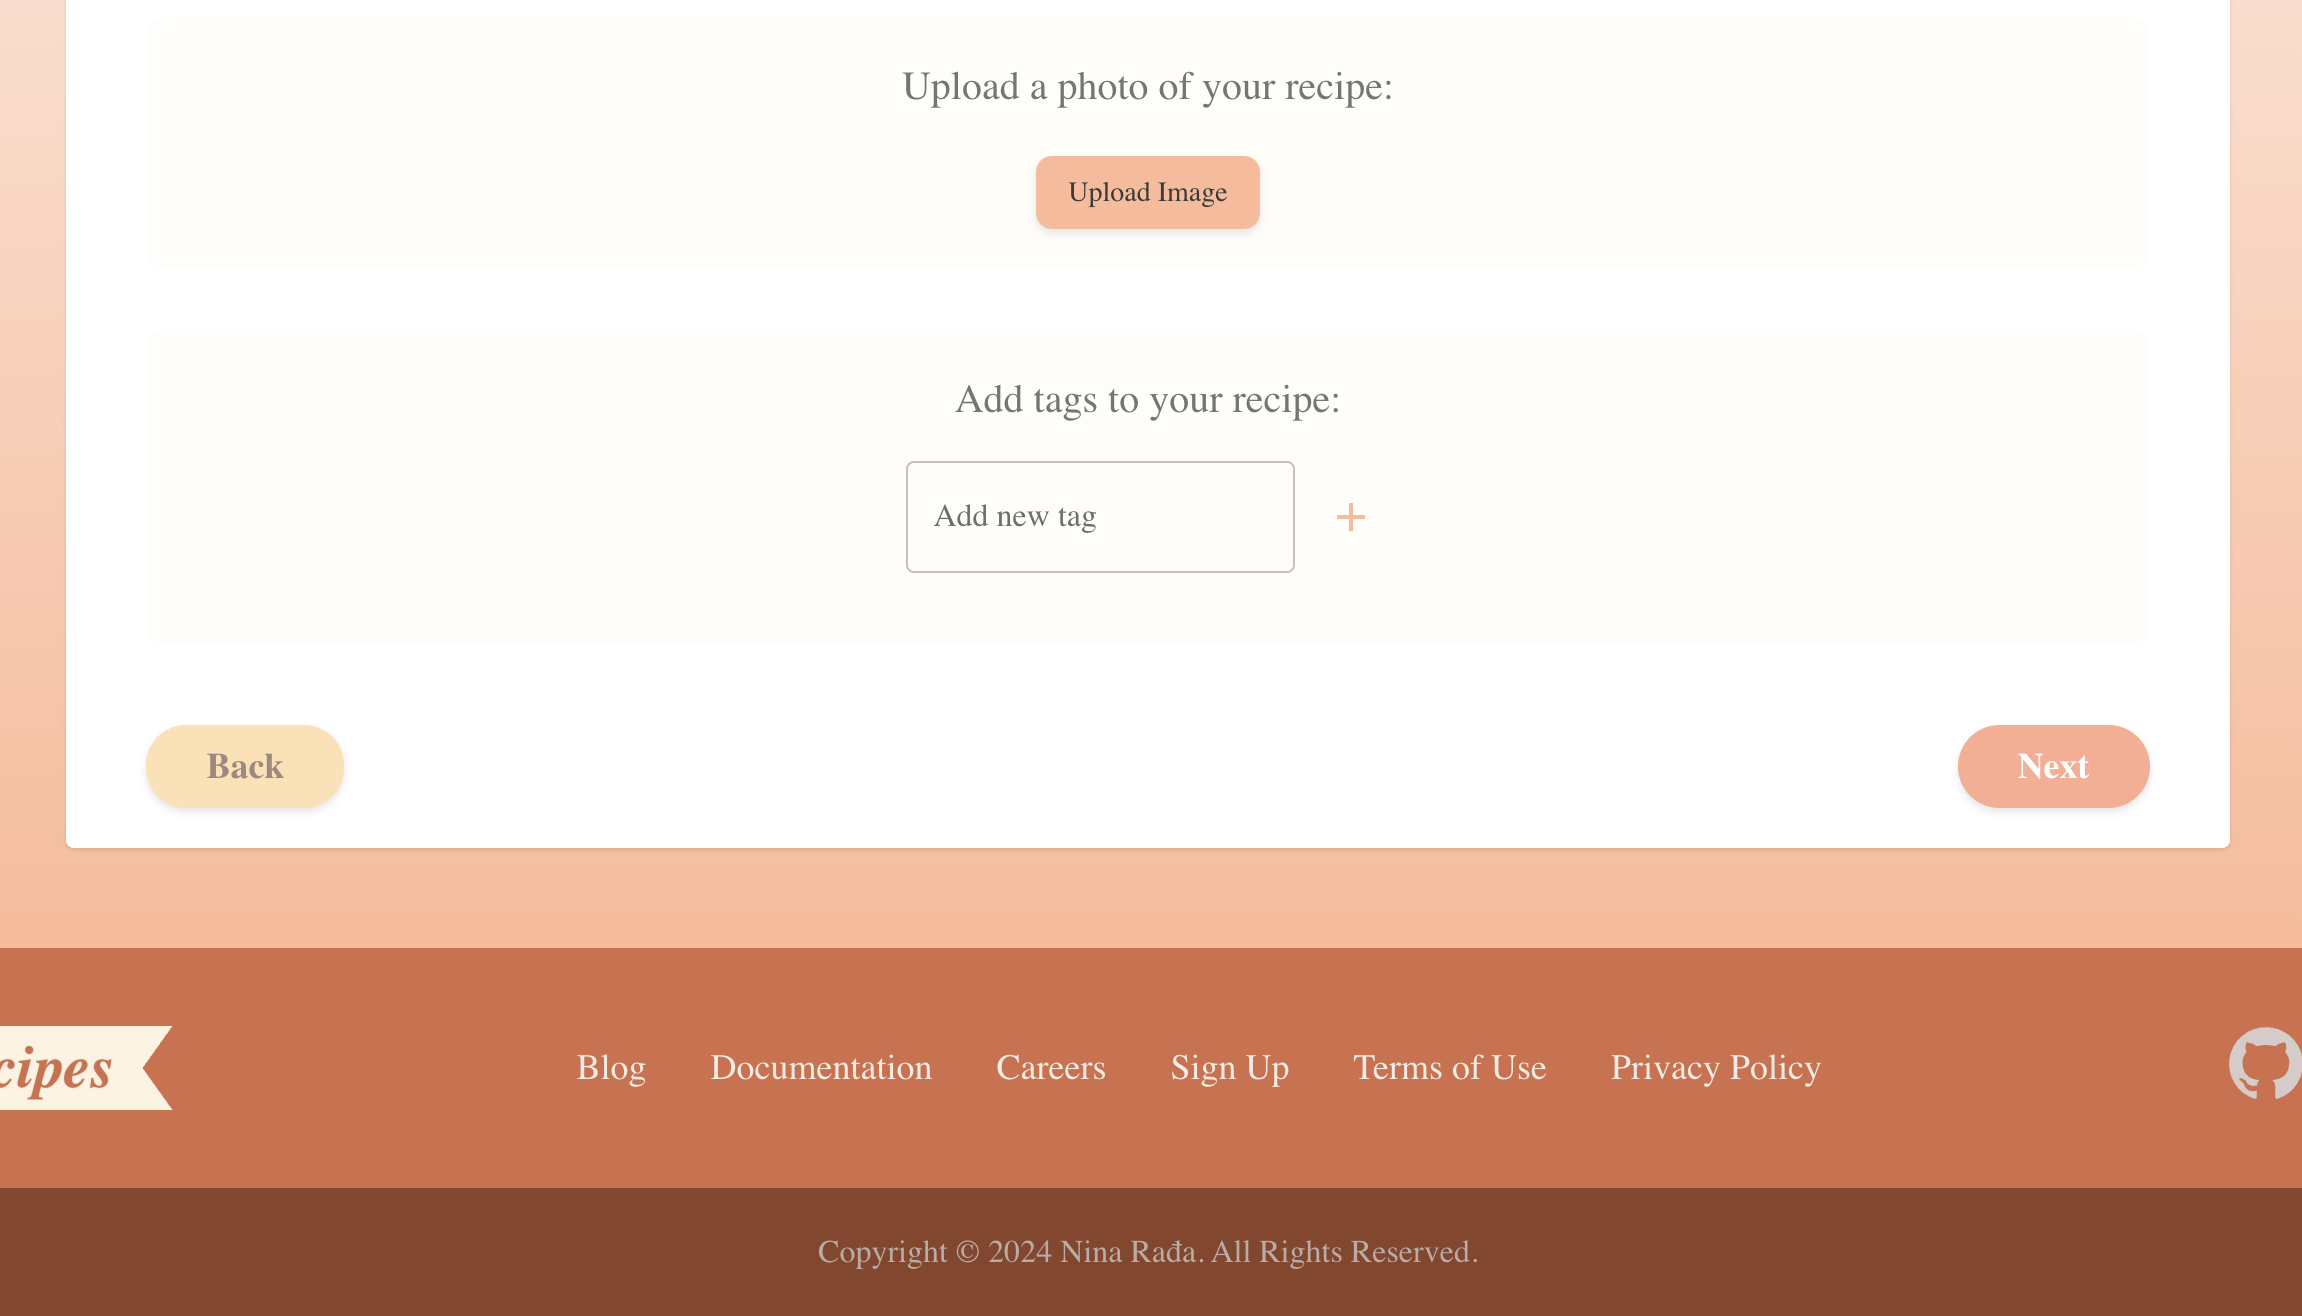 Upload a photo of your recipe:
Upload Image
Add tags to your recipe:
Add new tag
Back
Next
cipes
Blog Documentation Careers Sign Up Terms of Use Privacy Policy
Copyright © 2024 Nina Rađa. All Rights Reserved.